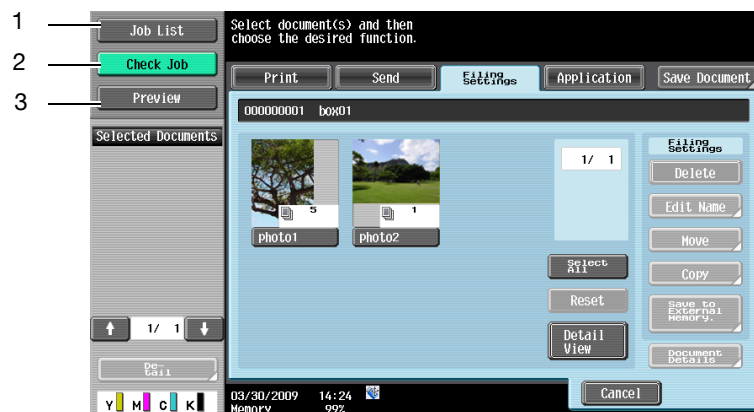 1
Job List
2
Check Job
3
Preview
Selected Documents
1/ 1
De-
tail
Y M C K
Select document(s) and then
choose the desired function.
Print
Send
Filing
Settings
Application
Save Document
000000001 box01
5
photo1
1
photo2
1/ 1
Select
All
Reset
Detail
View
Filing
Settings
Delete
Edit Name
Move
Copy
Save to
External
Memory.
Document
Details
03/30/2009 14:24
Memory 99%
Cancel